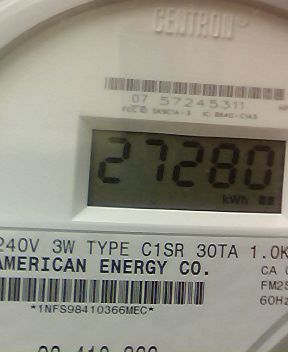 CENTRON
07 57245311
27280
kWh
240V 3W TYPE C1SR 30TA 1.0K
AMERICAN ENERGY CO.
CA
FM2S
60Hz
*1NFS98410366MEC*